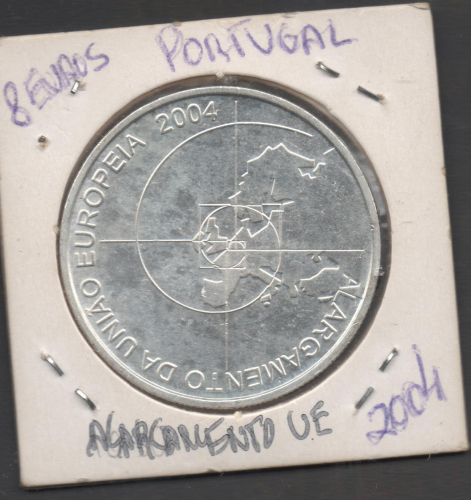 8 EUROS PORTUGAL
ALARGAMENTO DA UNIÃO EUROPEIA 2004
ALARGAMENTO UE
2004